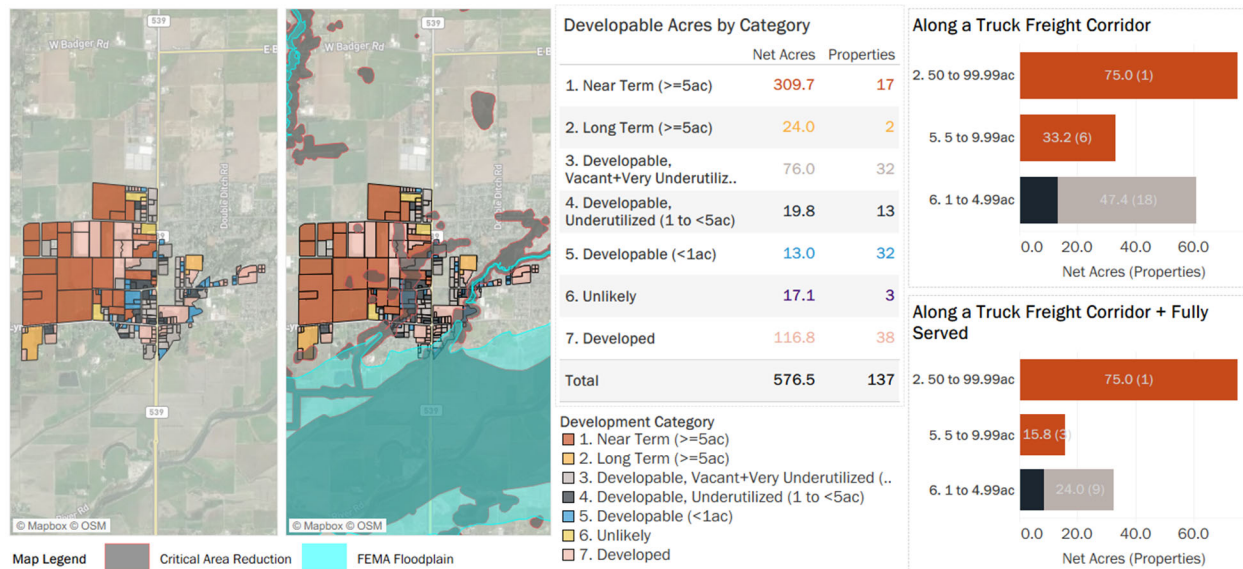 539
W Badger Rd
E B
Double Ditch Rd
539
© Mapbox © OSM
539
W Badger Rd
Double Ditch Rd
39
539
© Mapbox © OSM
Map Legend
Critical Area Reduction
FEMA Floodplain
Developable Acres by Category
Net Acres Properties
1. Near Term (>=5ac) 309.7 17
2. Long Term (>=5ac) 24.0 2
3. Developable,
Vacant+Very Underutiliz.. 76.0 32
4. Developable,
Underutilized (1 to <5ac) 19.8 13
5. Developable (<1ac) 13.0 32
6. Unlikely 17.1 3
7. Developed 116.8 38
Total 576.5 137
Development Category
1. Near Term (>=5ac)
2. Long Term (>=5ac)
3. Developable, Vacant+Very Underutilized (..
4. Developable, Underutilized (1 to <5ac)
5. Developable (<1ac)
6. Unlikely
7. Developed
Along a Truck Freight Corridor
2. 50 to 99.99ac 75.0 (1)
5. 5 to 9.99ac 33.2 (6)
6. 1 to 4.99ac 47.4 (18)
0.0 20.0 60.0
Net Acres (Properties)
Along a Truck Freight Corridor + Fully
Served
2. 50 to 99.99ac 75.0 (1)
5. 5 to 9.99ac 15.8 (3)
6. 1 to 4.99ac 24.0 (9)
0.0 20.0 40.0 60.0
Net Acres (Properties)